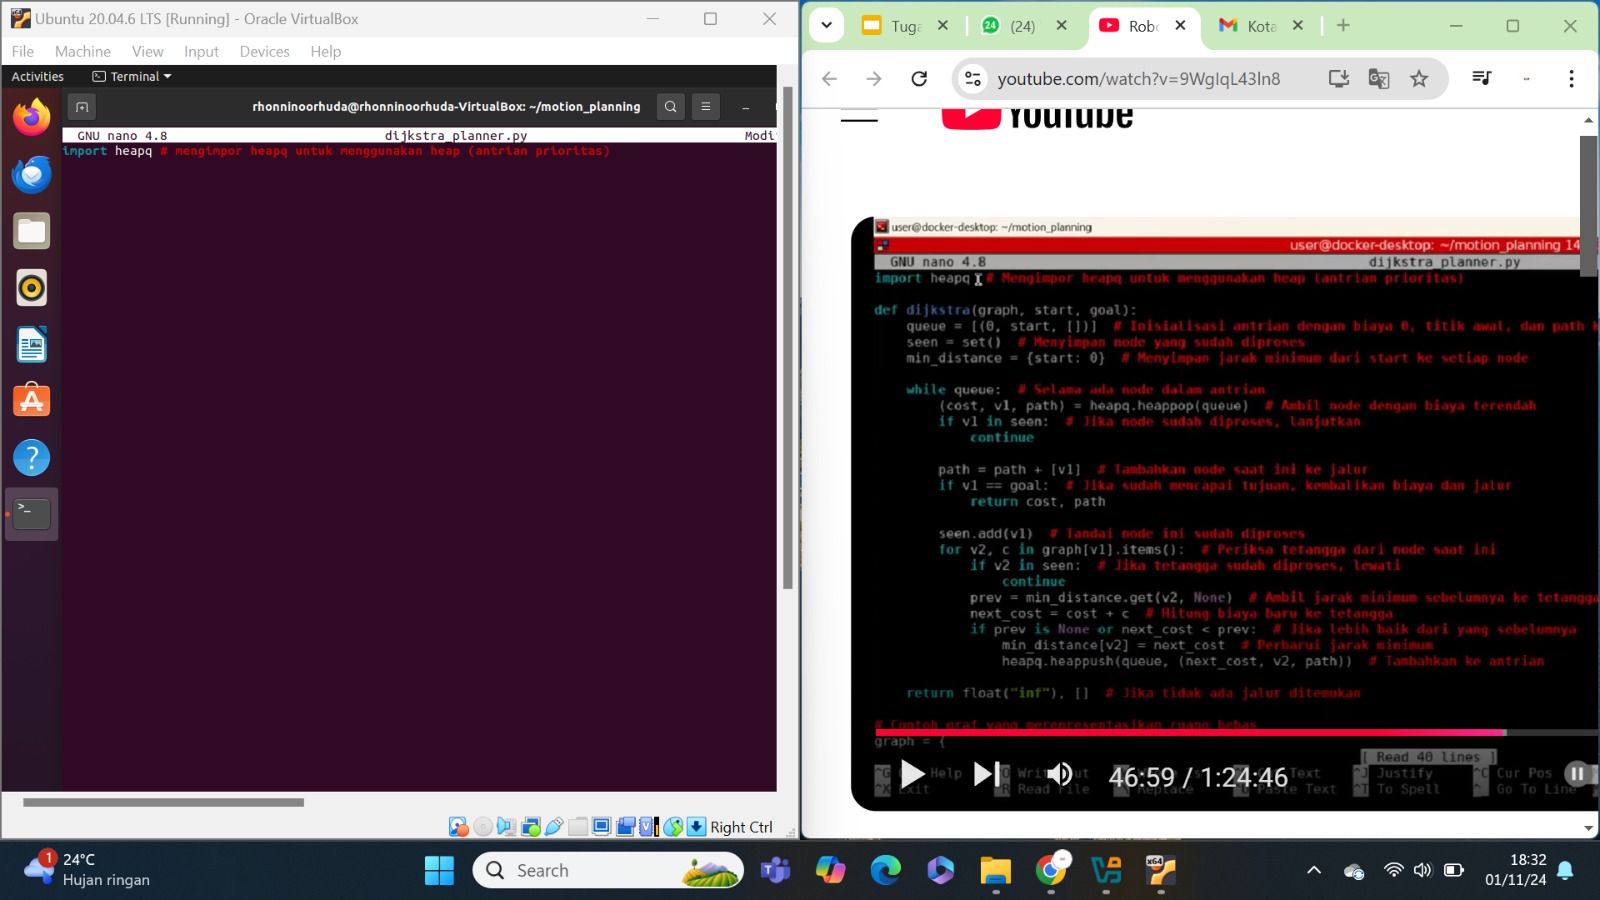 Ubuntu 20.04.6 LTS [Running] - Oracle VirtualBox
File Machine View Input Devices Help
Activities Terminal
rhonninoorhuda@rhonninoorhuda-VirtualBox: ~/motion_planning
GNU nano 4.8 dijkstra_planner.py Modi
import heapq # mengimpor heapq untuk menggunakan heap (antrian prioritas)
Right Ctrl
Tuga (24) Robo Kota
youtube.com/watch?v=9WgIqL43In8
YouTube
user@docker-desktop: ~/motion_planning
user@docker-desktop: ~/motion_planning 14
GNU nano 4.8 dijkstra_planner.py
import heapq # Mengimpor heapq untuk menggunakan heap (antrian prioritas)
def dijkstra(graph, start, goal):
queue = [(0, start, [])] # Inisialisasi antrian dengan biaya 0, titik awal, dan path k
seen = set() # Menyimpan node yang sudah diproses
min_distance = {start: 0} # Menyimpan jarak minimum dari start ke setiap node
while queue: # Selama ada node dalam antrian
(cost, v1, path) = heapq.heappop(queue) # Ambil node dengan biaya terendah
if v1 in seen: # Jika node sudah diproses, lanjutkan
continue
path = path + [v1] # Tambahkan node saat ini ke jalur
if v1 == goal: # Jika sudah mencapai tujuan, kembalikan biaya dan jalur
return cost, path
seen.add(v1) # Tandai node ini sudah diproses
for v2, c in graph[v1].items(): # Periksa tetangga dari node saat ini
if v2 in seen: # Jika tetangga sudah diproses, lewati
continue
prev = min_distance.get(v2, None) # Ambil jarak minimum sebelumnya ke tetangga
next_cost = cost + c # Hitung biaya baru ke tetangga
if prev is None or next_cost < prev: # Jika lebih baik dari yang sebelumnya
min_distance[v2] = next_cost # Perbarui jarak minimum
heapq.heappush(queue, (next_cost, v2, path)) # Tambahkan ke antrian
return float("inf"), [] # Jika tidak ada jalur ditemukan
# Contoh graf yang merepresentasikan ruang bebas
graph = {
[ Read 40 lines ]
^G Help Text ^J Justify ^C Cur Pos
^X Exit ^R Read File Replace Paste Text ^T To Spell Go To Line
46:59 / 1:24:46
1
24°C
Hujan ringan
Search
18:32
01/11/24